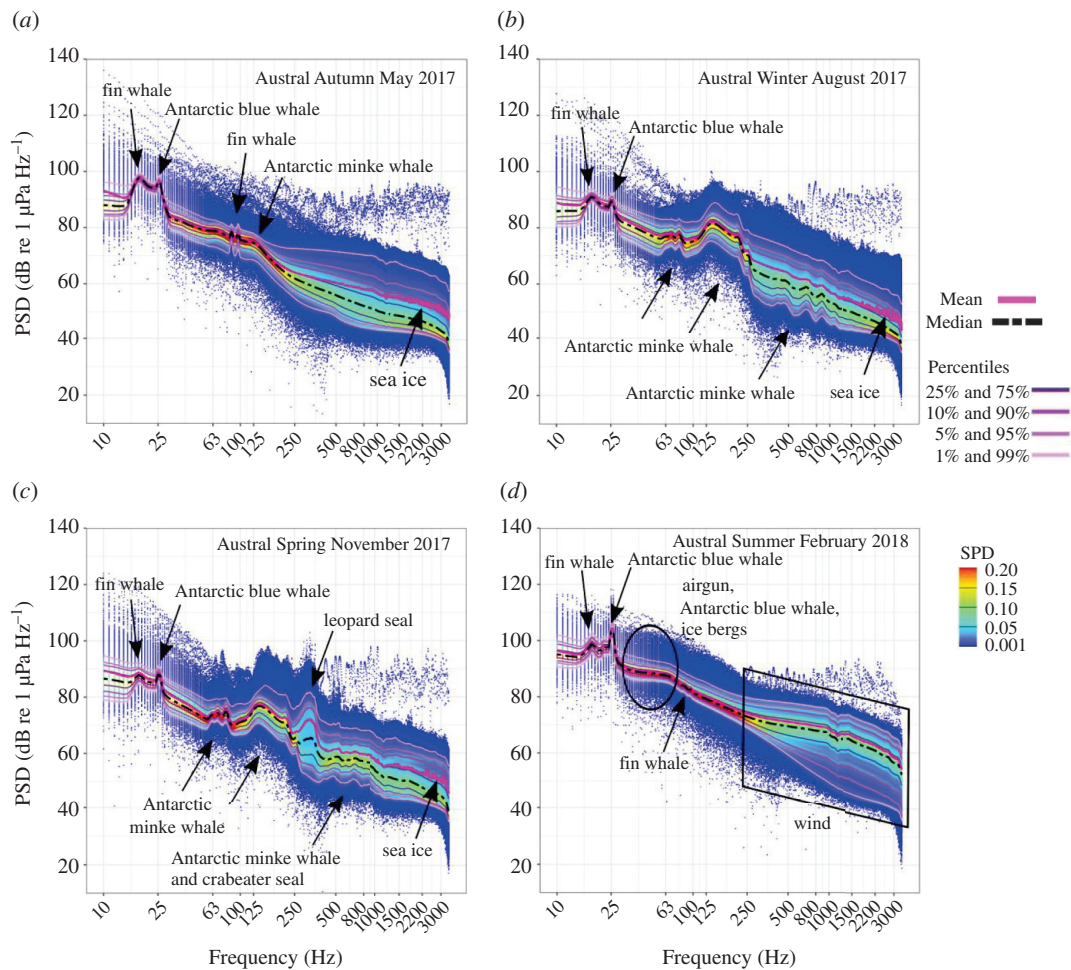 (a)
140
120
100
80
60
40
20
PSD (dB re 1 µPa Hz⁻¹)
Austral Autumn May 2017
fin whale
Antarctic blue whale
fin whale
Antarctic minke whale
sea ice
10
25
63
100
125
250
500
800
1000
1200
2200
3000
(b)
140
120
100
80
60
40
20
Austral Winter August 2017
fin whale
Antarctic blue whale
Antarctic minke whale
Antarctic minke whale
sea ice
10
25
63
100
125
250
500
800
1000
1200
2200
3000
Mean
Median
Percentiles
25% and 75%
10% and 90%
5% and 95%
1% and 99%
(c)
140
120
100
80
60
40
20
PSD (dB re 1 µPa Hz⁻¹)
Austral Spring November 2017
fin whale
Antarctic blue whale
leopard seal
Antarctic
minke whale
Antarctic minke whale
and crabeater seal
sea ice
10
25
63
100
125
250
500
800
1000
1200
2200
3000
Frequency (Hz)
(d)
140
120
100
80
60
40
20
Austral Summer February 2018
fin whale
Antarctic blue whale
airgun,
Antarctic blue whale,
ice bergs
fin whale
wind
10
25
63
100
125
250
500
800
1000
1200
2200
3000
Frequency (Hz)
SPD
0.20
0.15
0.10
0.05
0.001